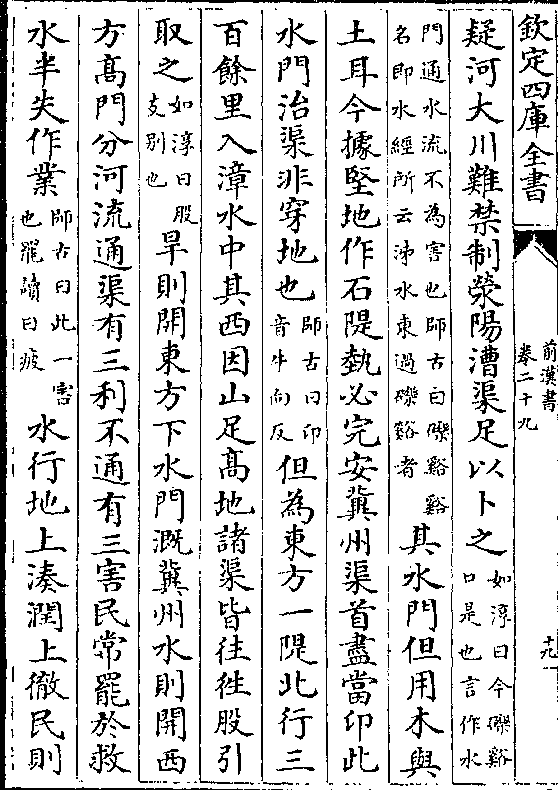 欽定四庫全書
前漢書
卷二十九
十九
疑河大川難禁制滎陽漕渠足以卜之如淳曰今礫谿口是也言作水
門通水流不為害也師古曰礫谿谿名即水經所云泲水東過礫谿者其水門但用木與
土耳今據堅地作石隄埶必完安冀州渠首盡當卬此
水門治渠非穿地也師古曰卬音牛向反但為東方一隄北行三
百餘里入漳水中其西因山足髙地諸渠皆往徃股引
取之如淳曰股支别也旱則開東方下水門溉冀州水則開西
方髙門分河流通渠有三利不通有三害民常罷於救
水半失作業師古曰此一害也罷讀曰疲水行地上湊潤上徹民則